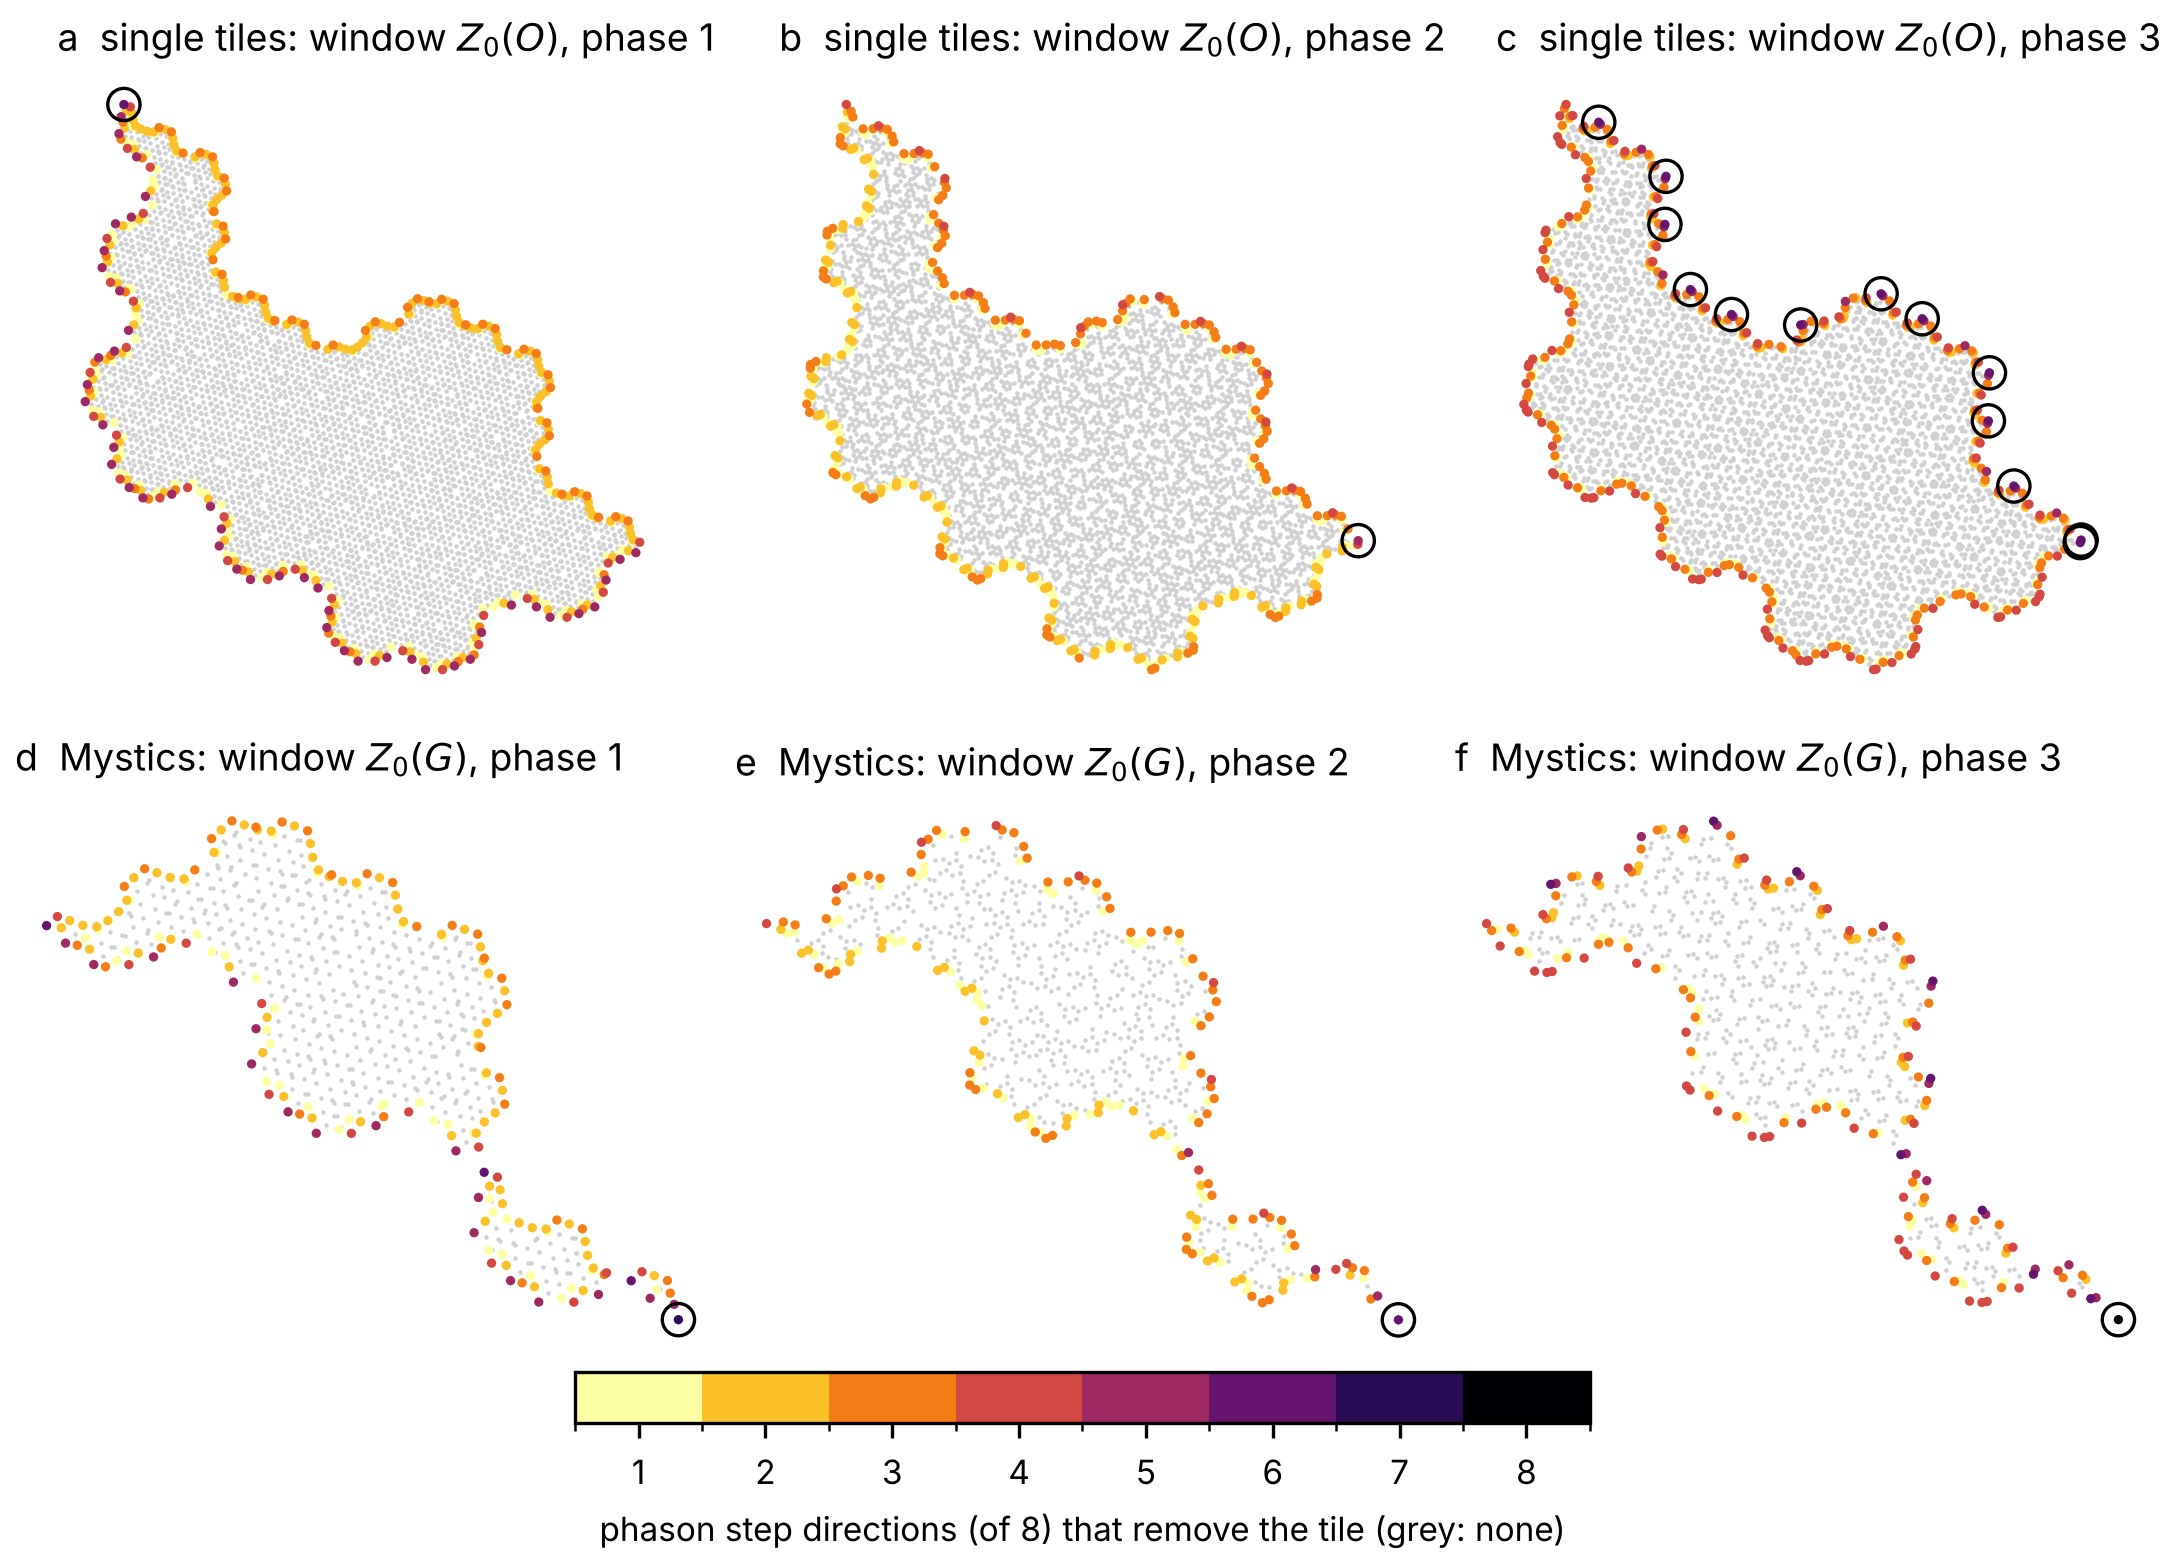 a single tiles: window Z₀(O), phase 1
b single tiles: window Z₀(O), phase 2
c single tiles: window Z₀(O), phase 3
d Mystics: window Z₀(G), phase 1
e Mystics: window Z₀(G), phase 2
f Mystics: window Z₀(G), phase 3
1 2 3 4 5 6 7 8
phason step directions (of 8) that remove the tile (grey: none)